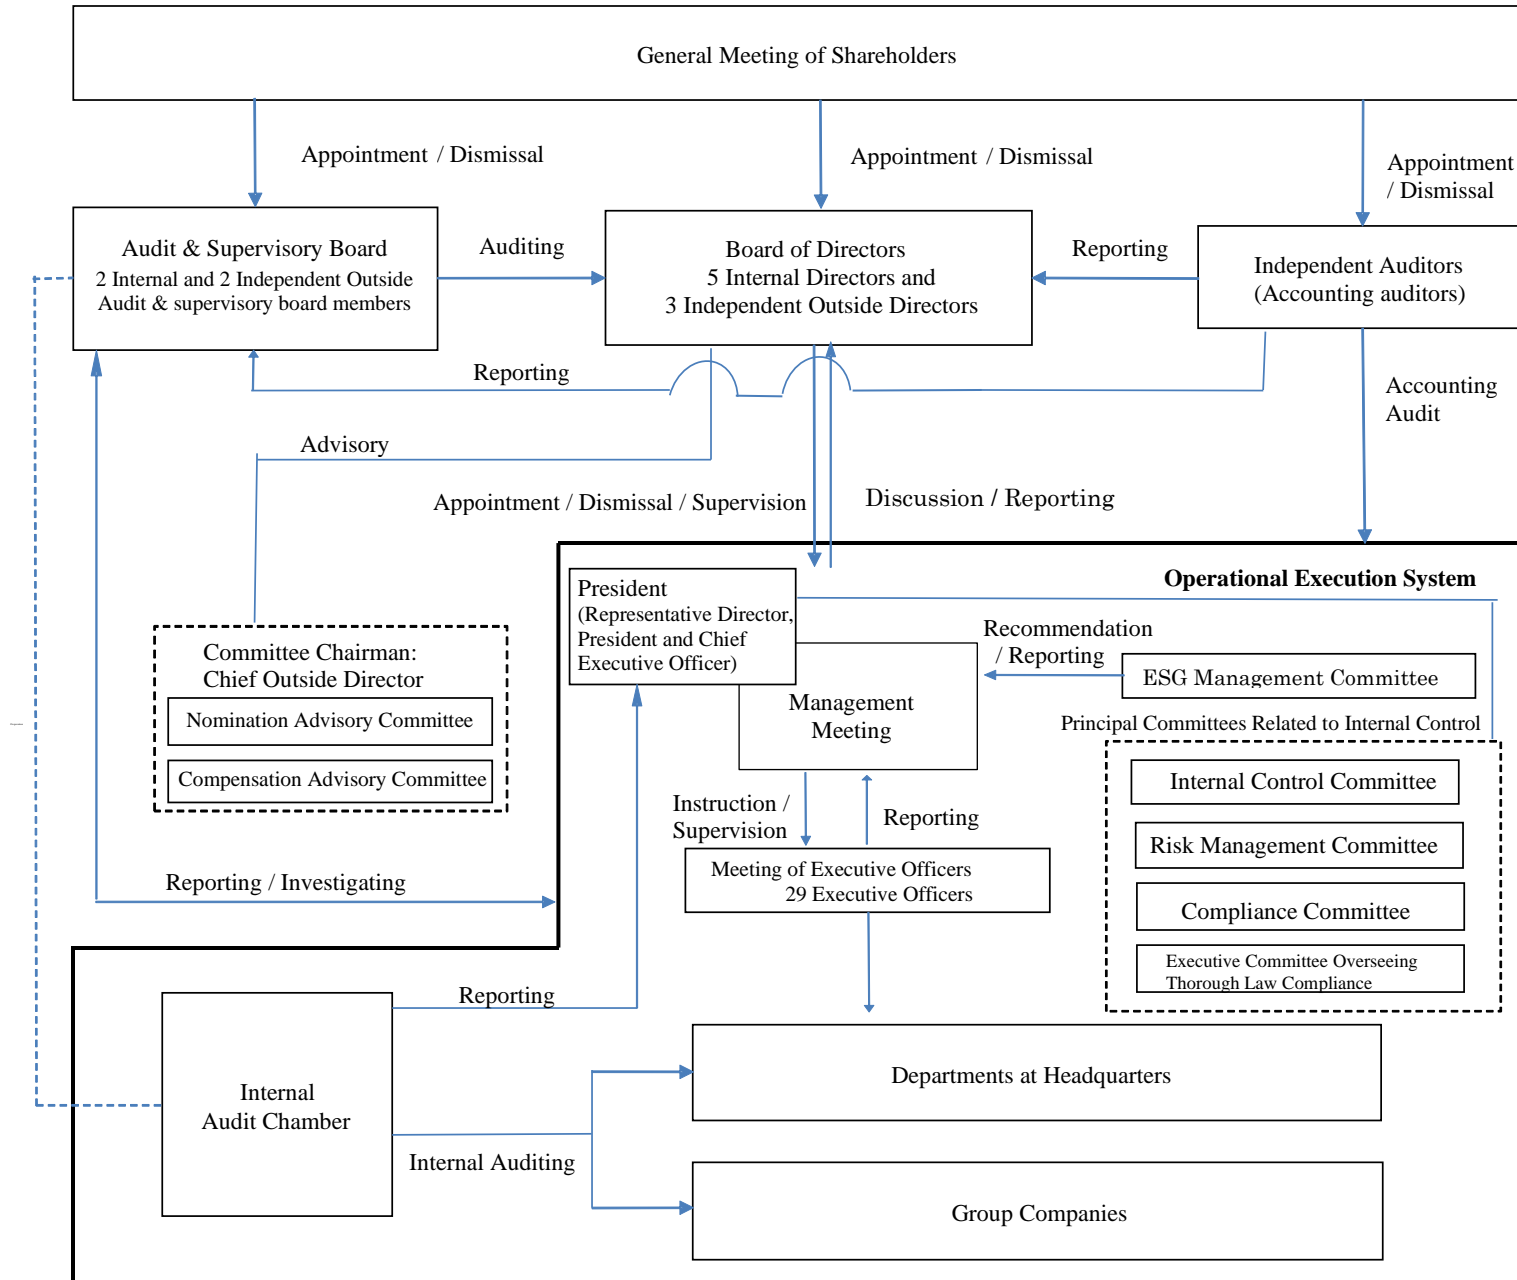 General Meeting of Shareholders
Appointment / Dismissal
Appointment / Dismissal
Appointment
/ Dismissal
Audit & Supervisory Board
2 Internal and 2 Independent Outside
Audit & supervisory board members
Auditing
Board of Directors
5 Internal Directors and
3 Independent Outside Directors
Reporting
Independent Auditors
(Accounting auditors)
Reporting
Accounting
Audit
Advisory
Appointment / Dismissal / Supervision
Discussion / Reporting
Operational Execution System
President
(Representative Director,
President and Chief
Executive Officer)
Recommendation
/ Reporting
ESG Management Committee
Committee Chairman:
Chief Outside Director
Nomination Advisory Committee
Compensation Advisory Committee
Management
Meeting
Principal Committees Related to Internal Control
Internal Control Committee
Risk Management Committee
Compliance Committee
Executive Committee Overseeing
Thorough Law Compliance
Instruction /
Supervision
Reporting
Meeting of Executive Officers
29 Executive Officers
Reporting / Investigating
Reporting
Internal
Audit Chamber
Internal Auditing
Departments at Headquarters
Group Companies